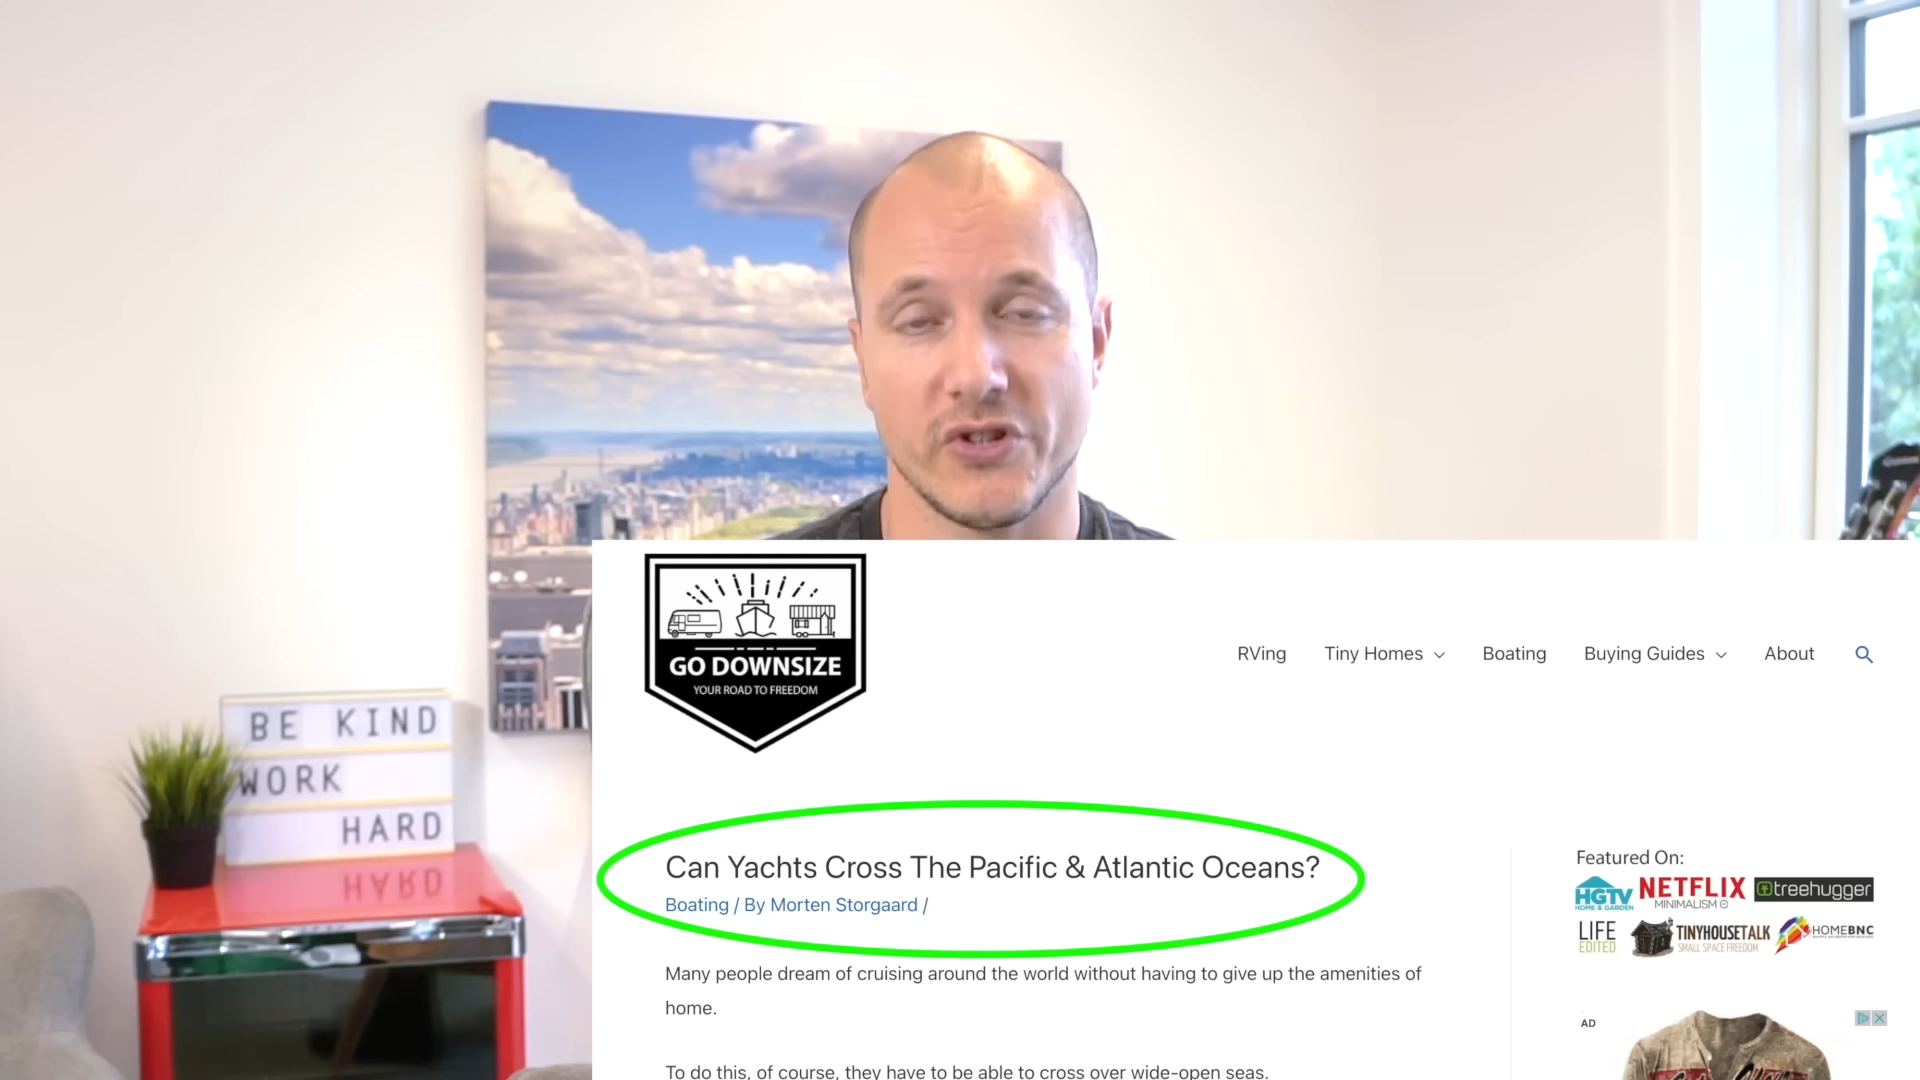 BE KIND
WORK
HARD
GO DOWNSIZE
YOUR ROAD TO FREEDOM
RVing Tiny Homes Boating Buying Guides About
Can Yachts Cross The Pacific & Atlantic Oceans?
Boating / By Morten Storgaard /
Many people dream of cruising around the world without having to give up the amenities of
home.
To do this, of course, they have to be able to cross over wide-open seas.
Featured On:
HGTV
HOME & GARDEN
NETFLIX
MINIMALISM
treehugger
LIFE
EDITED
TINYHOUSETALK
SMALL SPACE FREEDOM
HOMEBNC
AD